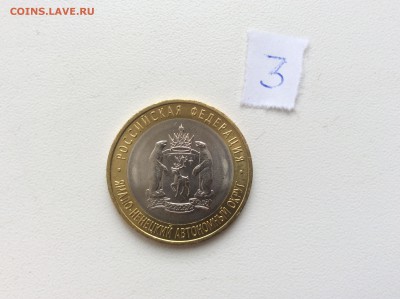 COINS.LAVE.RU
3
РОССИЙСКАЯ ФЕДЕРАЦИЯ
ЯМАЛО-НЕНЕЦКИЙ АВТОНОМНЫЙ ОКРУГ